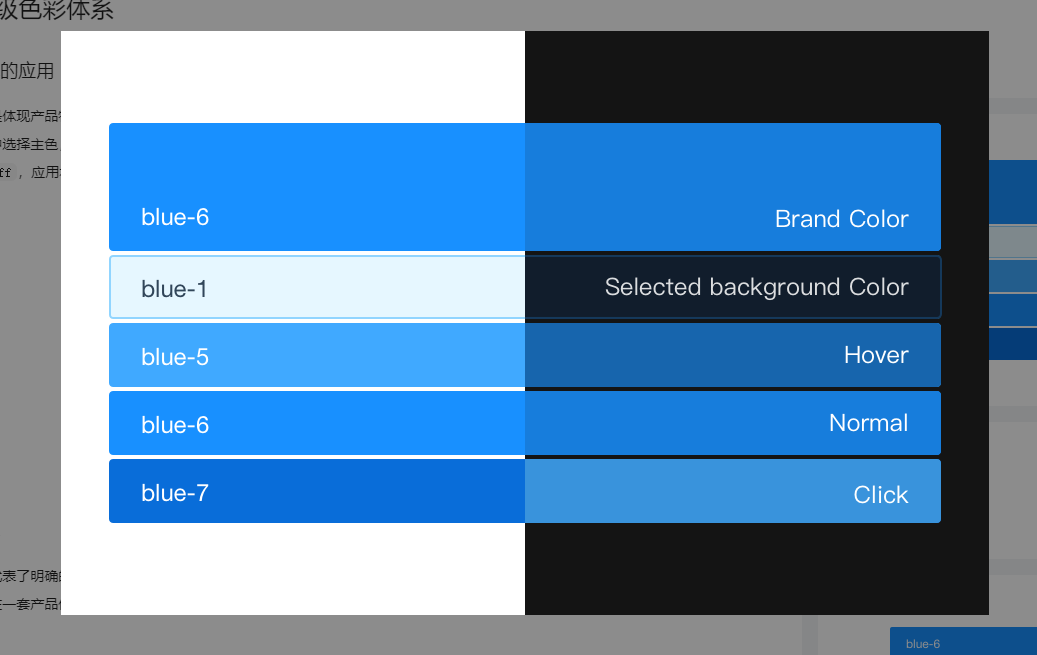 级色彩体系
的应用
体现产品
选择主色
ff ，应用
blue-6
Brand Color
blue-1
Selected background Color
blue-5
Hover
blue-6
Normal
blue-7
Click
表了明确
一套产品
blue-6